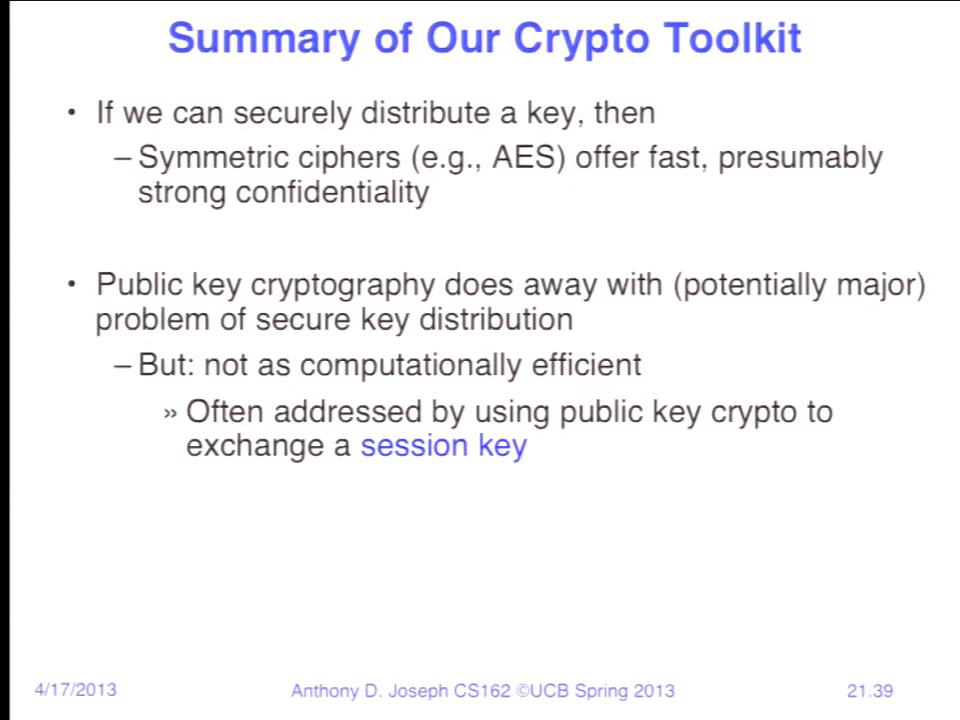 Summary of Our Crypto Toolkit
• If we can securely distribute a key, then
– Symmetric ciphers (e.g., AES) offer fast, presumably
strong confidentiality
• Public key cryptography does away with (potentially major)
problem of secure key distribution
– But: not as computationally efficient
» Often addressed by using public key crypto to
exchange a session key
4/17/2013 Anthony D. Joseph CS162 ©UCB Spring 2013 21.39